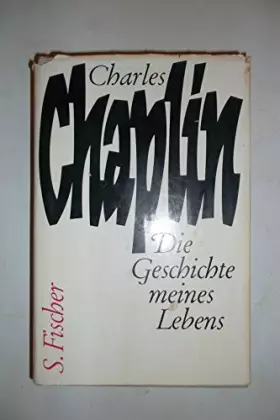 Charles
Chaplin
Die
Geschichte
meines
Lebens
S. Fischer